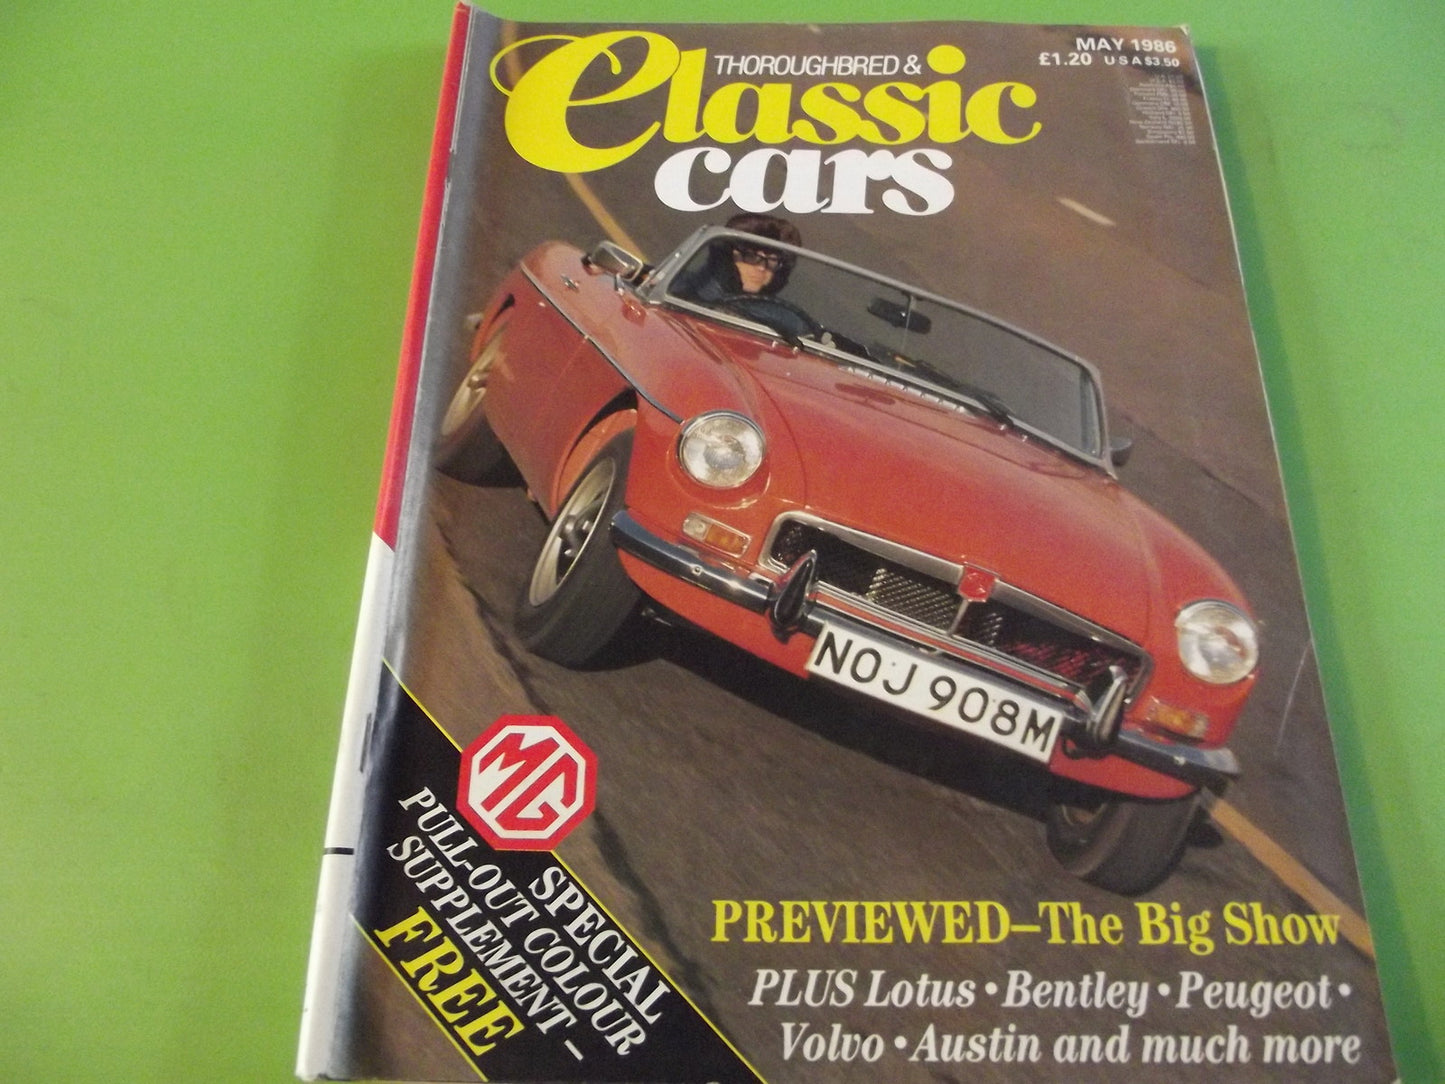 THOROUGHBRED &
Classic
cars
MAY 1986
£1.20 USA$3.50
NOJ 908M
MG
SPECIAL
PULL-OUT COLOUR
SUPPLEMENT –
FREE
PREVIEWED–The Big Show
PLUS Lotus • Bentley • Peugeot •
Volvo • Austin and much more